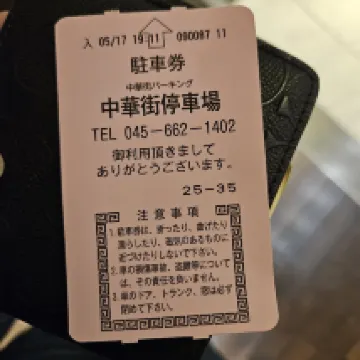 入 05/17 19 11 090087 11
駐車券
中華街パーキング
中華街停車場
TEL 045-662-1402
御利用頂きまして
ありがとうございます。
25-35
注意事項
1. 駐車券は、折ったり、曲げたり
濡らしたり、磁気のあるものに
近づけたりしないで下さい。
2. 車の損傷事故、盗難等について
は、その責任を負いません。
3. 車のドア、トランク、窓は必ず
閉めて下さい。